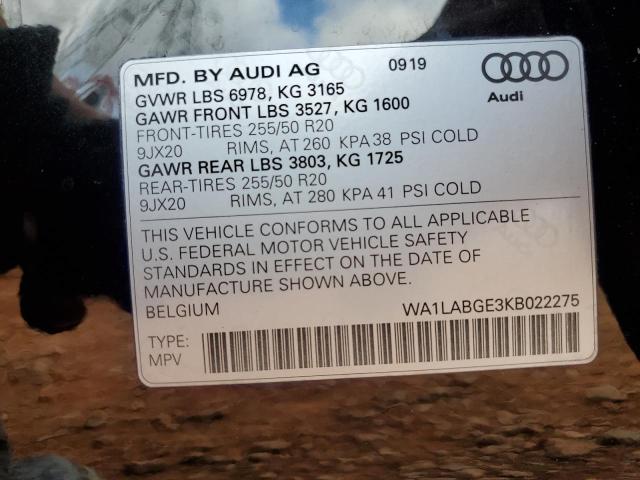 MFD. BY AUDI AG 0919
GVWR LBS 6978, KG 3165
Audi
GAWR FRONT LBS 3527, KG 1600
FRONT-TIRES 255/50 R20
9JX20 RIMS, AT 260 KPA 38 PSI COLD
GAWR REAR LBS 3803, KG 1725
REAR-TIRES 255/50 R20
9JX20 RIMS, AT 280 KPA 41 PSI COLD
THIS VEHICLE CONFORMS TO ALL APPLICABLE
U.S. FEDERAL MOTOR VEHICLE SAFETY
STANDARDS IN EFFECT ON THE DATE OF
MANUFACTURE SHOWN ABOVE.
BELGIUM WA1LABGE3KB022275
TYPE:
MPV